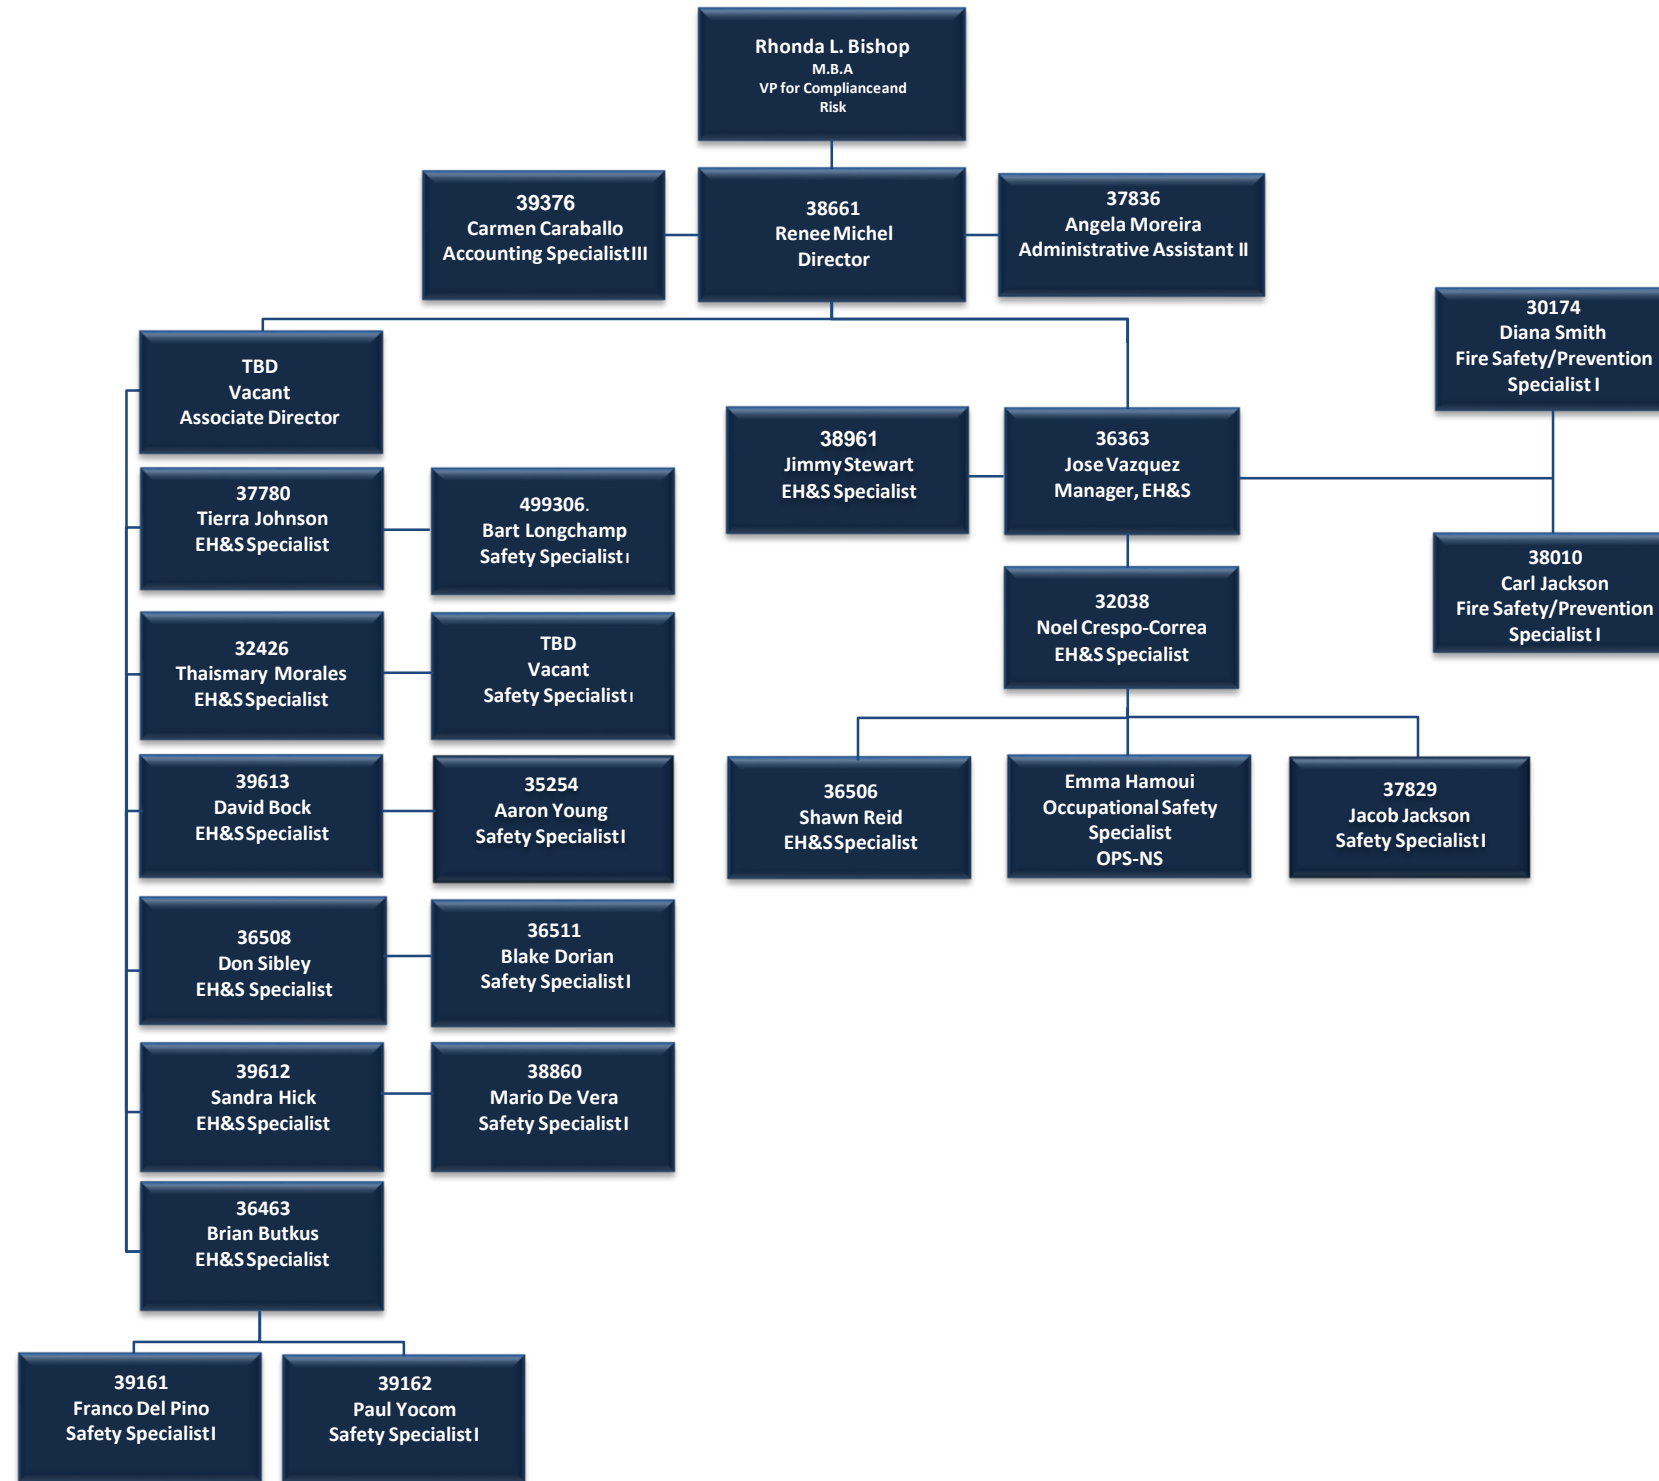 Rhonda L. Bishop
M.B.A
VP for Complianceand
Risk
39376
Carmen Caraballo
Accounting Specialist III
38661
Renee Michel
Director
37836
Angela Moreira
Administrative Assistant II
30174
Diana Smith
Fire Safety/Prevention
Specialist I
TBD
Vacant
Associate Director
38961
Jimmy Stewart
EH&S Specialist
36363
Jose Vazquez
Manager, EH&S
37780
Tierra Johnson
EH&S Specialist
499306.
Bart Longchamp
Safety Specialist I
38010
Carl Jackson
Fire Safety/Prevention
Specialist I
32038
Noel Crespo-Correa
EH&S Specialist
32426
Thaismary Morales
EH&S Specialist
TBD
Vacant
Safety Specialist I
39613
David Bock
EH&S Specialist
35254
Aaron Young
Safety Specialist I
36506
Shawn Reid
EH&S Specialist
Emma Hamoui
Occupational Safety
Specialist
OPS-NS
37829
Jacob Jackson
Safety Specialist I
36508
Don Sibley
EH&S Specialist
36511
Blake Dorian
Safety Specialist I
39612
Sandra Hick
EH&S Specialist
38860
Mario De Vera
Safety Specialist I
36463
Brian Butkus
EH&S Specialist
39161
Franco Del Pino
Safety Specialist I
39162
Paul Yocom
Safety Specialist I